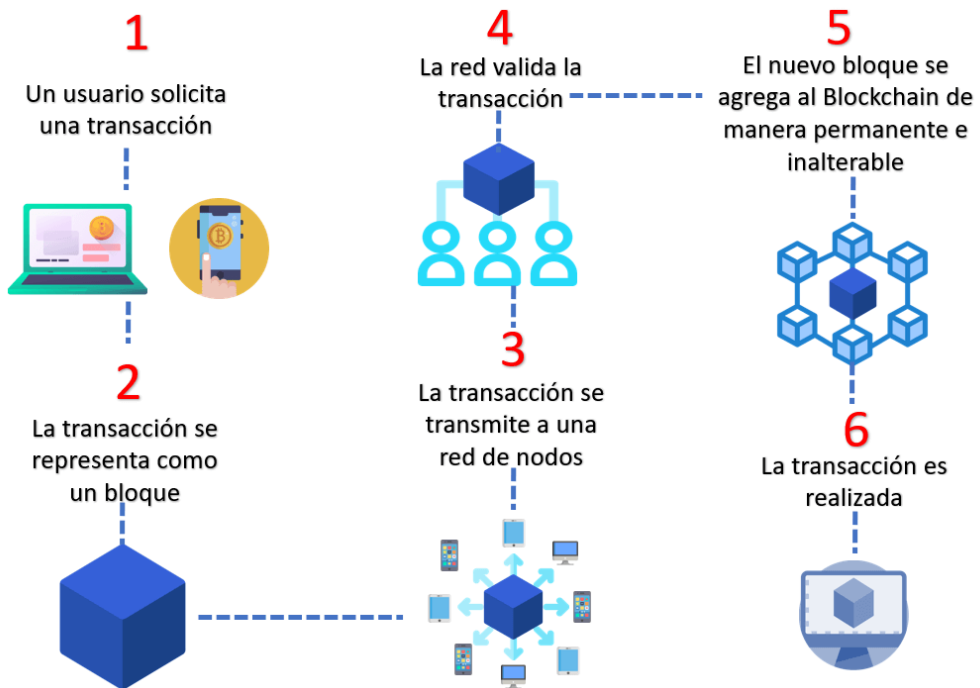 1
Un usuario solicita
una transacción
2
La transacción se
representa como
un bloque
3
La transacción se
transmite a una
red de nodos
4
La red valida la
transacción
5
El nuevo bloque se
agrega al Blockchain de
manera permanente e
inalterable
6
La transacción es
realizada